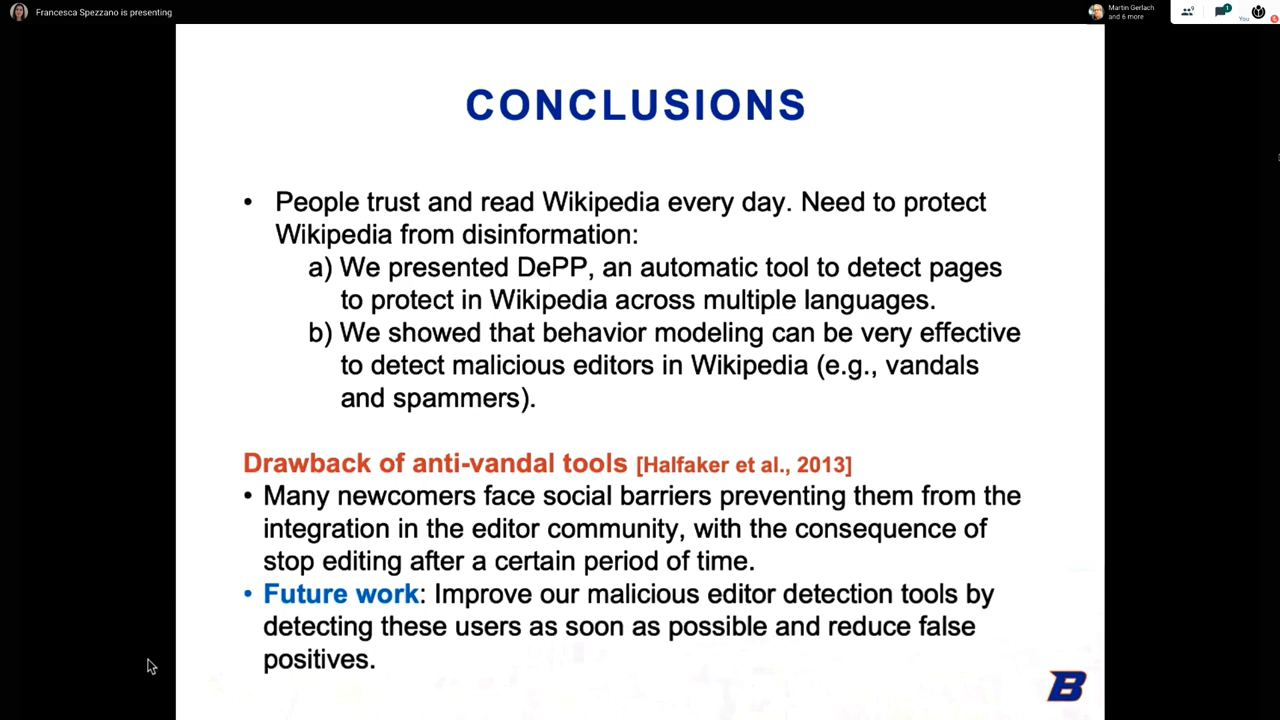 Francesca Spezzano is presenting
Martin Gerlach
and 6 more
9
1
You
CONCLUSIONS
• People trust and read Wikipedia every day. Need to protect
Wikipedia from disinformation:
a) We presented DePP, an automatic tool to detect pages
to protect in Wikipedia across multiple languages.
b) We showed that behavior modeling can be very effective
to detect malicious editors in Wikipedia (e.g., vandals
and spammers).
Drawback of anti-vandal tools [Halfaker et al., 2013]
• Many newcomers face social barriers preventing them from the
integration in the editor community, with the consequence of
stop editing after a certain period of time.
• Future work: Improve our malicious editor detection tools by
detecting these users as soon as possible and reduce false
positives.
B